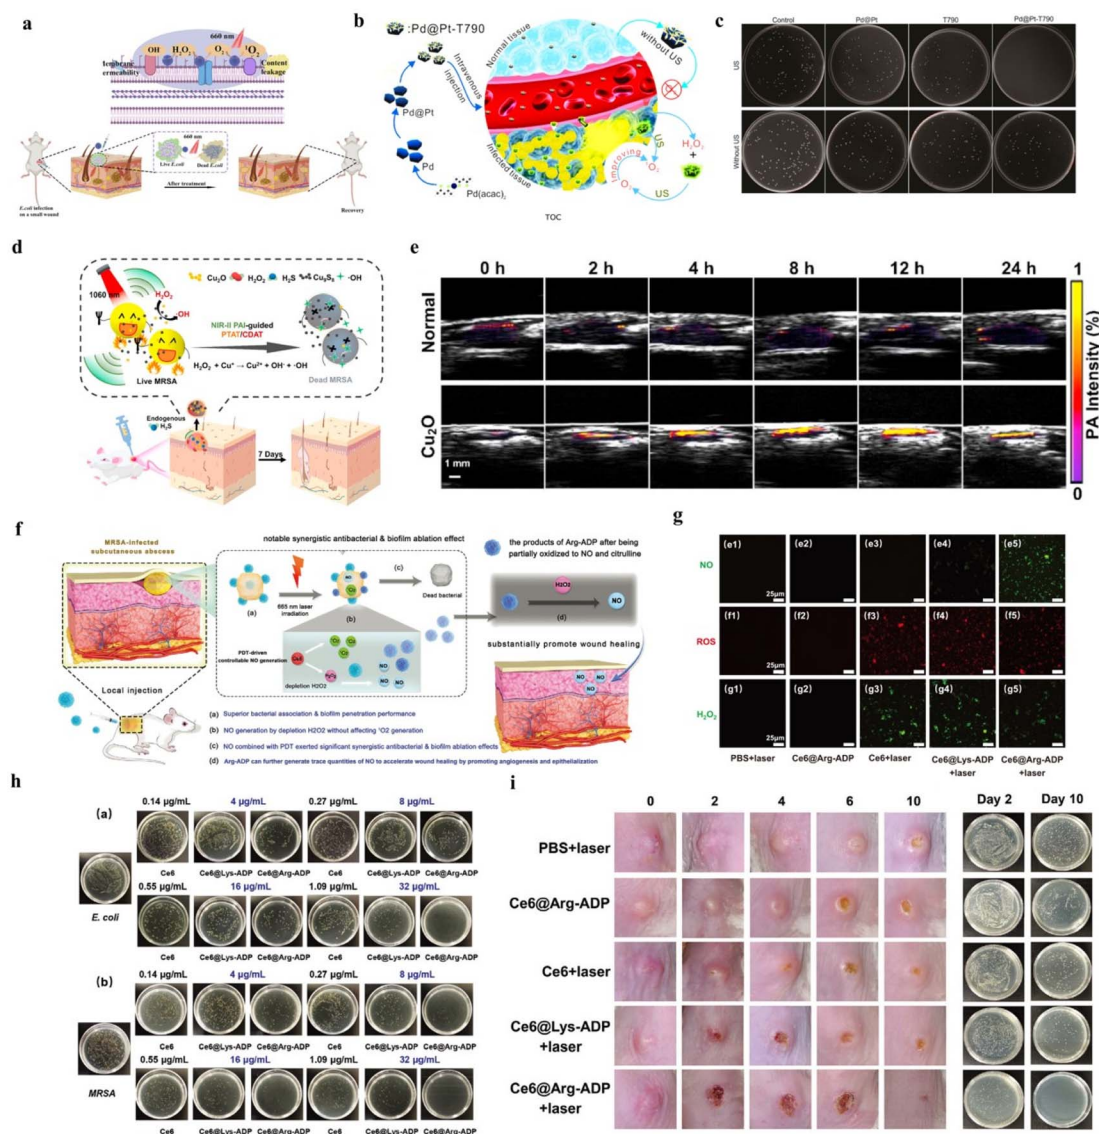 a
660 nm
OH H2O2 O2 1O2
Membrane
ermeability
Content
leakage
660 nm
Live E.coli
Dead E.coli
After treatment
E.coli infection
on a small wound
Recovery
b
:Pd@Pt-T790
Pd@Pt
Pd
Pd(acac)2
Intravenous
injection
Normal tissue
Infected tissue
without US
US
H2O2
+
US
Improving
O2
1O2
TOC
c
Control
Pd@Pt
T790
Pd@Pt-T790
US
Without US
d
Cu2O H2O2 H2S Cu9S8 ·OH
1060 nm
H2O2
·OH
NIR-II PAI-guided
PTAT/CDAT
H2O2 + Cu+ → Cu2+ + OH- + ·OH
Live MRSA
Dead MRSA
Endogenous
H2S
7 Days
e
0 h
2 h
4 h
8 h
12 h
24 h
Normal
Cu2O
1 mm
1
PA Intensity (%)
0
f
MRSA-infected
subcutaneous abscess
notable synergistic antibacterial & biofilm ablation effect
the products of Arg-ADP after being
partially oxidized to NO and citrulline
(a)
655 nm laser
irradiation
(b)
(c)
Dead bacterial
NO
PDT-driven
controllable NO generation
depletion H2O2
NO
NO
NO
NO
H2O2
NO
(d)
substantially promote wound healing
NO
NO
NO
NO
Local injection
(a) Superior bacterial association & biofilm penetration performance
(b) NO generation by depletion H2O2 without affecting 1O2 generation
(c) NO combined with PDT exerted significant synergistic antibacterial & biofilm ablation effects
(d) Arg-ADP can further generate trace quantities of NO to accelerate wound healing by promoting angiogenesis and epithelialization
g
NO
(e1)
(e2)
(e3)
(e4)
(e5)
25μm
ROS
(f1)
(f2)
(f3)
(f4)
(f5)
25μm
H2O2
(g1)
(g2)
(g3)
(g4)
(g5)
25μm
PBS+laser
Ce6@Arg-ADP
Ce6+laser
Ce6@Lys-ADP
+laser
Ce6@Arg-ADP
+laser
h
(a)
0.14 μg/mL 4 μg/mL 0.27 μg/mL 8 μg/mL
Ce6 Ce6@Lys-ADP Ce6@Arg-ADP Ce6 Ce6@Lys-ADP Ce6@Arg-ADP
0.55 μg/mL 16 μg/mL 1.09 μg/mL 32 μg/mL
E. coli
Ce6 Ce6@Lys-ADP Ce6@Arg-ADP Ce6 Ce6@Lys-ADP Ce6@Arg-ADP
(b)
0.14 μg/mL 4 μg/mL 0.27 μg/mL 8 μg/mL
Ce6 Ce6@Lys-ADP Ce6@Arg-ADP Ce6 Ce6@Lys-ADP Ce6@Arg-ADP
0.55 μg/mL 16 μg/mL 1.09 μg/mL 32 μg/mL
MRSA
Ce6 Ce6@Lys-ADP Ce6@Arg-ADP Ce6 Ce6@Lys-ADP Ce6@Arg-ADP
i
0 2 4 6 10 Day 2 Day 10
PBS+laser
Ce6@Arg-ADP
Ce6+laser
Ce6@Lys-ADP
+laser
Ce6@Arg-ADP
+laser